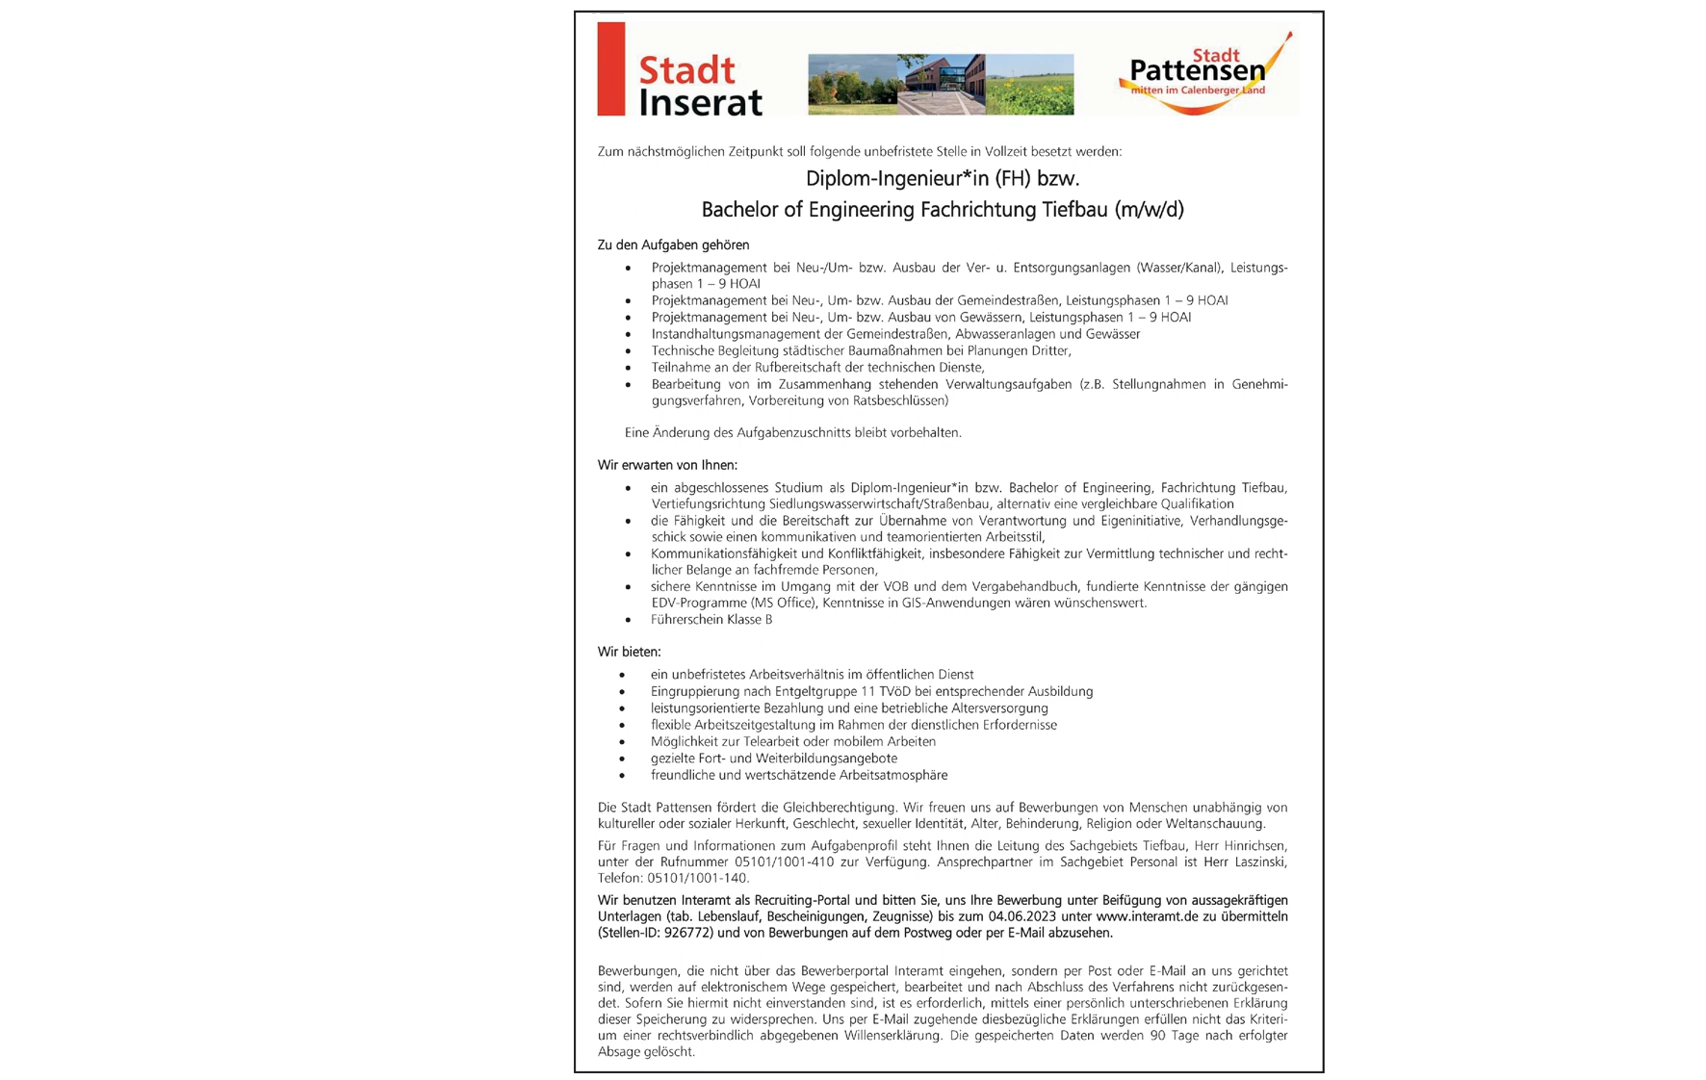 Stadt
Inserat
Stadt
Pattensen
mitten im Calenberger Land
Zum nächstmöglichen Zeitpunkt soll folgende unbefristete Stelle in Vollzeit besetzt werden:
Diplom-Ingenieur*in (FH) bzw.
Bachelor of Engineering Fachrichtung Tiefbau (m/w/d)
Zu den Aufgaben gehören
• Projektmanagement bei Neu-/Um- bzw. Ausbau der Ver- u. Entsorgungsanlagen (Wasser/Kanal), Leistungs-
phasen 1 – 9 HOAI
• Projektmanagement bei Neu-, Um- bzw. Ausbau der Gemeindestraßen, Leistungsphasen 1 – 9 HOAI
• Projektmanagement bei Neu-, Um- bzw. Ausbau von Gewässern, Leistungsphasen 1 – 9 HOAI
• Instandhaltungsmanagement der Gemeindestraßen, Abwasseranlagen und Gewässer
• Technische Begleitung städtischer Baumaßnahmen bei Planungen Dritter,
• Teilnahme an der Rufbereitschaft der technischen Dienste,
• Bearbeitung von im Zusammenhang stehenden Verwaltungsaufgaben (z.B. Stellungnahmen in Genehmi-
gungsverfahren, Vorbereitung von Ratsbeschlüssen)
Eine Änderung des Aufgabenzuschnitts bleibt vorbehalten.
Wir erwarten von Ihnen:
• ein abgeschlossenes Studium als Diplom-Ingenieur*in bzw. Bachelor of Engineering, Fachrichtung Tiefbau,
Vertiefungsrichtung Siedlungswasserwirtschaft/Straßenbau, alternativ eine vergleichbare Qualifikation
• die Fähigkeit und die Bereitschaft zur Übernahme von Verantwortung und Eigeninitiative, Verhandlungsge-
schick sowie einen kommunikativen und teamorientierten Arbeitsstil,
• Kommunikationsfähigkeit und Konfliktfähigkeit, insbesondere Fähigkeit zur Vermittlung technischer und recht-
licher Belange an fachfremde Personen,
• sichere Kenntnisse im Umgang mit der VOB und dem Vergabehandbuch, fundierte Kenntnisse der gängigen
EDV-Programme (MS Office), Kenntnisse in GIS-Anwendungen wären wünschenswert.
• Führerschein Klasse B
Wir bieten:
• ein unbefristetes Arbeitsverhältnis im öffentlichen Dienst
• Eingruppierung nach Entgeltgruppe 11 TVöD bei entsprechender Ausbildung
• leistungsorientierte Bezahlung und eine betriebliche Altersversorgung
• flexible Arbeitszeitgestaltung im Rahmen der dienstlichen Erfordernisse
• Möglichkeit zur Telearbeit oder mobilem Arbeiten
• gezielte Fort- und Weiterbildungsangebote
• freundliche und wertschätzende Arbeitsatmosphäre
Die Stadt Pattensen fördert die Gleichberechtigung. Wir freuen uns auf Bewerbungen von Menschen unabhängig von
kultureller oder sozialer Herkunft, Geschlecht, sexueller Identität, Alter, Behinderung, Religion oder Weltanschauung.
Für Fragen und Informationen zum Aufgabenprofil steht Ihnen die Leitung des Sachgebiets Tiefbau, Herr Hinrichsen,
unter der Rufnummer 05101/1001-410 zur Verfügung. Ansprechpartner im Sachgebiet Personal ist Herr Laszinski,
Telefon: 05101/1001-140.
Wir benutzen Interamt als Recruiting-Portal und bitten Sie, uns Ihre Bewerbung unter Beifügung von aussagekräftigen
Unterlagen (tab. Lebenslauf, Bescheinigungen, Zeugnisse) bis zum 04.06.2023 unter www.interamt.de zu übermitteln
(Stellen-ID: 926772) und von Bewerbungen auf dem Postweg oder per E-Mail abzusehen.
Bewerbungen, die nicht über das Bewerberportal Interamt eingehen, sondern per Post oder E-Mail an uns gerichtet
sind, werden auf elektronischem Wege gespeichert, bearbeitet und nach Abschluss des Verfahrens nicht zurückgesen-
det. Sofern Sie hiermit nicht einverstanden sind, ist es erforderlich, mittels einer persönlich unterschriebenen Erklärung
dieser Speicherung zu widersprechen. Uns per E-Mail zugehende diesbezügliche Erklärungen erfüllen nicht das Kriteri-
um einer rechtsverbindlich abgegebenen Willenserklärung. Die gespeicherten Daten werden 90 Tage nach erfolgter
Absage gelöscht.